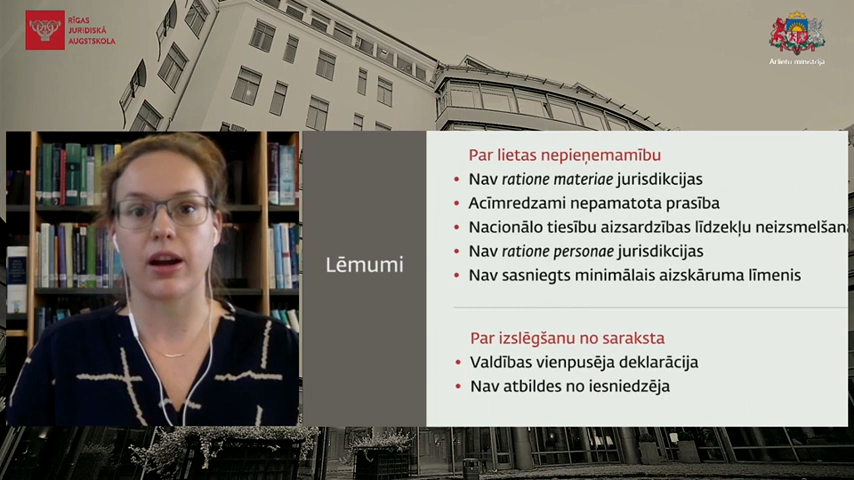 RĪGAS
JURIDISKĀ
AUGSTSKOLA
Ārlietu ministrija
Lēmumi
Par lietas nepieņemamību
• Nav ratione materiae jurisdikcijas
• Acīmredzami nepamatota prasība
• Nacionālo tiesību aizsardzības līdzekļu neizsmelšana
• Nav ratione personae jurisdikcijas
• Nav sasniegts minimālais aizskāruma līmenis
Par izslēgšanu no saraksta
• Valdības vienpusēja deklarācija
• Nav atbildes no iesniedzēja